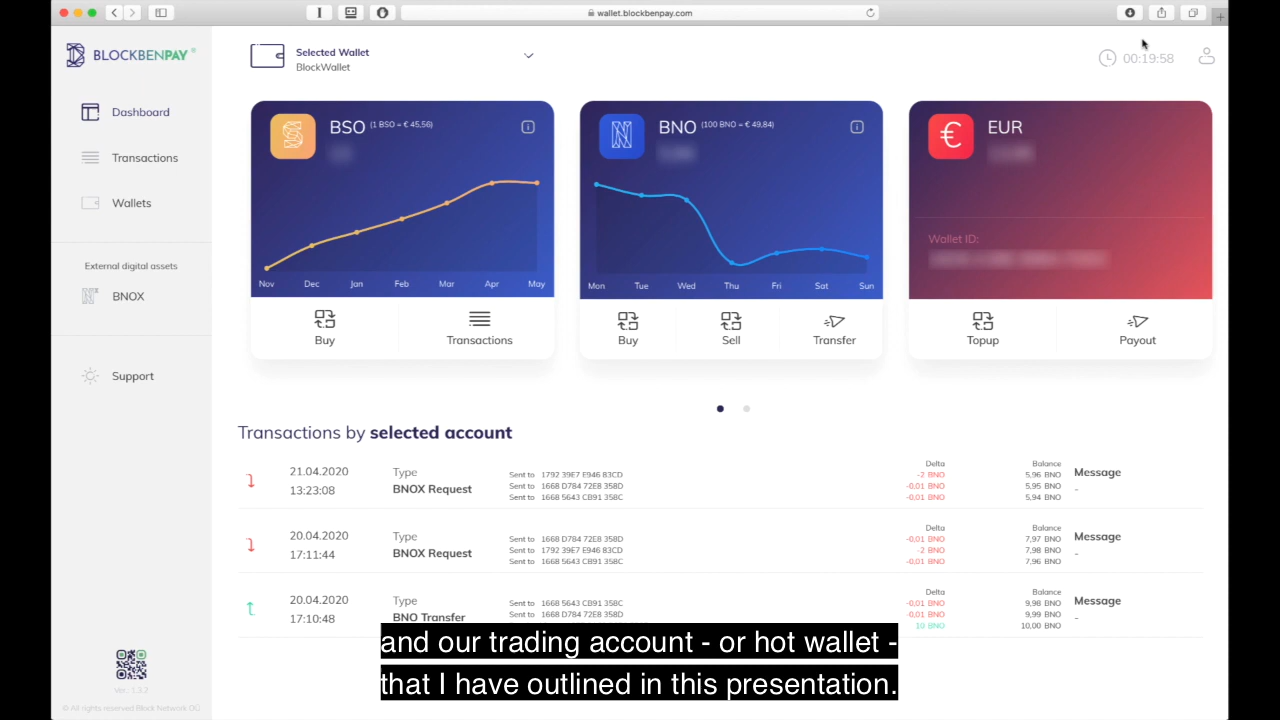 wallet.blockbenpay.com
BLOCKBENPAY®
Selected Wallet
BlockWallet
00:19:58
Dashboard
Transactions
Wallets
External digital assets
BNOX
Support
BSO (1 BSO = € 45,56)
Nov Dec Jan Feb Mar Apr May
Buy Transactions
BNO (100 BNO = € 49,84)
Mon Tue Wed Thu Fri Sat Sun
Buy Sell Transfer
€ EUR
Wallet ID:
Topup Payout
Transactions by selected account
21.04.2020
13:23:08
Type
BNOX Request
Sent to 1792 39E7 E946 83CD
Sent to 1668 D784 72E8 358D
Sent to 1668 5643 CB91 358C
Delta
-2 BNO
-0,01 BNO
-0,01 BNO
Balance
5,96 BNO
5,95 BNO
5,94 BNO
Message
-
20.04.2020
17:11:44
Type
BNOX Request
Sent to 1668 D784 72E8 358D
Sent to 1792 39E7 E946 83CD
Sent to 1668 5643 CB91 358C
Delta
-0,01 BNO
-2 BNO
-0,01 BNO
Balance
7,97 BNO
7,98 BNO
7,96 BNO
Message
-
20.04.2020
17:10:48
Type
BNO Transfer
Sent to 1668 5643 CB91 358C
Sent to 1668 D784 72E8 358D
Delta
-0,01 BNO
-0,01 BNO
10 BNO
Balance
9,98 BNO
9,99 BNO
10,00 BNO
Message
-
and our trading account - or hot wallet -
that I have outlined in this presentation.
Ver.: 1.3.2
© All rights reserved Block Network OÜ